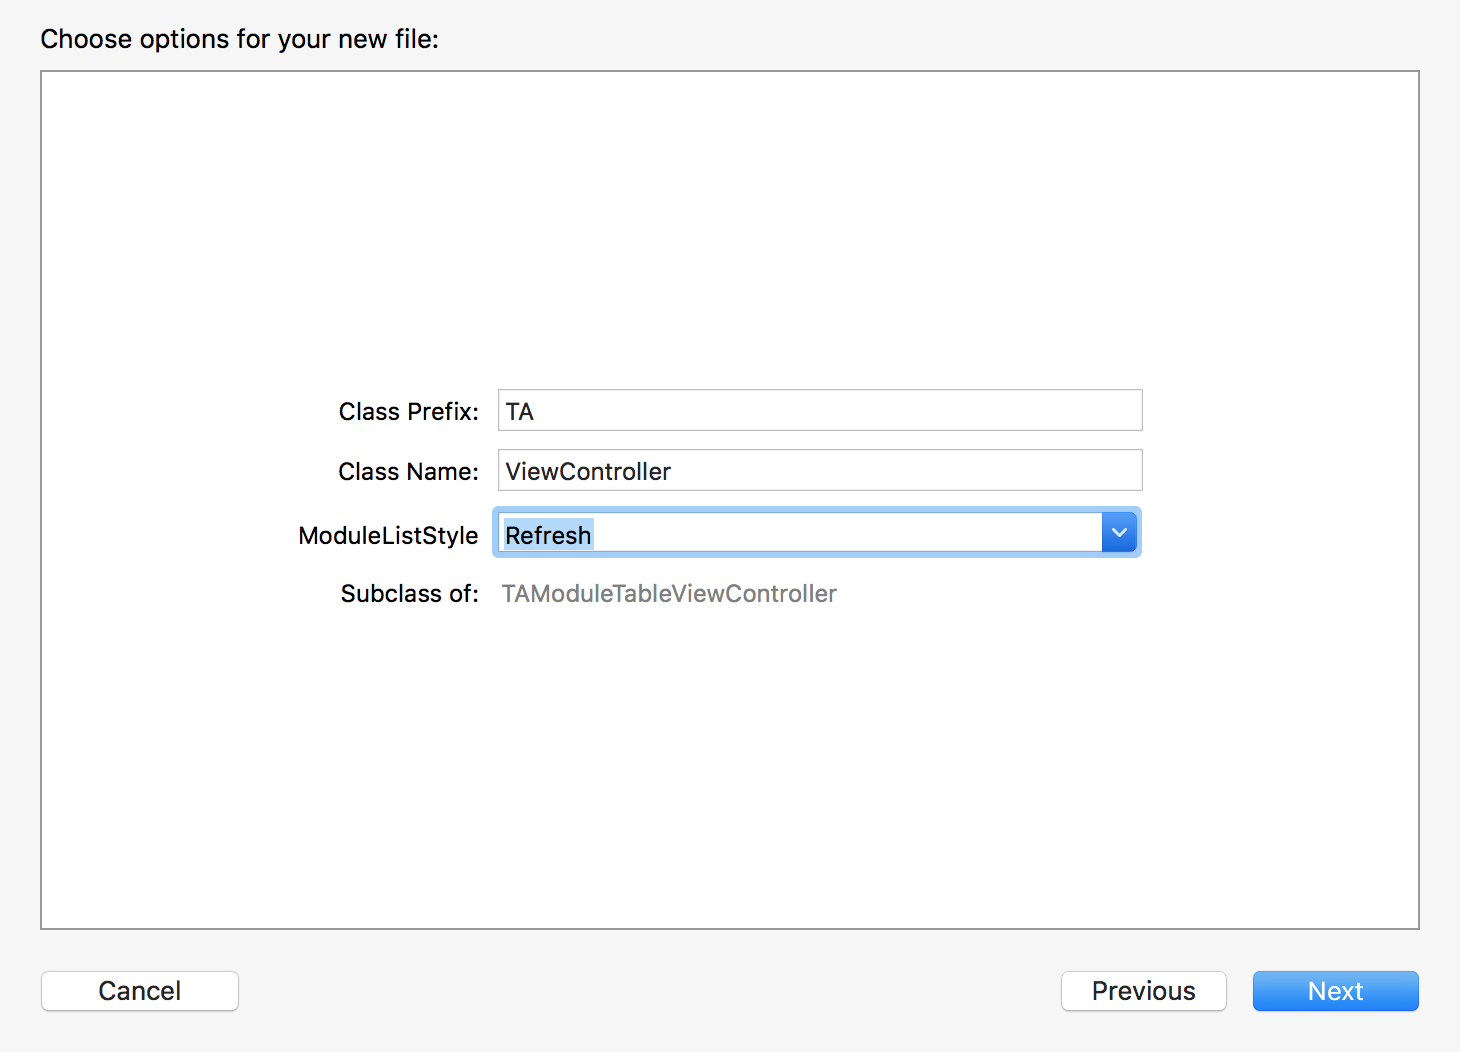 Choose options for your new file:
Class Prefix: TA
Class Name: ViewController
ModuleListStyle Refresh
Subclass of: TAModuleTableViewController
Cancel Previous Next